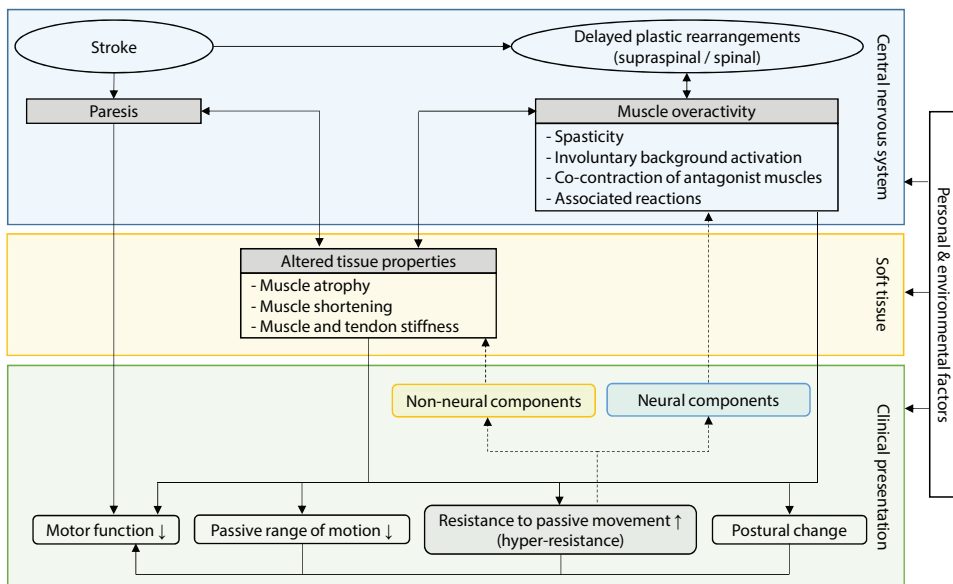 Stroke
Delayed plastic rearrangements
(supraspinal / spinal)
Paresis
Muscle overactivity
- Spasticity
- Involuntary background activation
- Co-contraction of antagonist muscles
- Associated reactions
Central nervous system
Altered tissue properties
- Muscle atrophy
- Muscle shortening
- Muscle and tendon stiffness
Soft tissue
Personal & environmental factors
Non-neural components
Neural components
Motor function ↓
Passive range of motion ↓
Resistance to passive movement ↑
(hyper-resistance)
Postural change
Clinical presentation